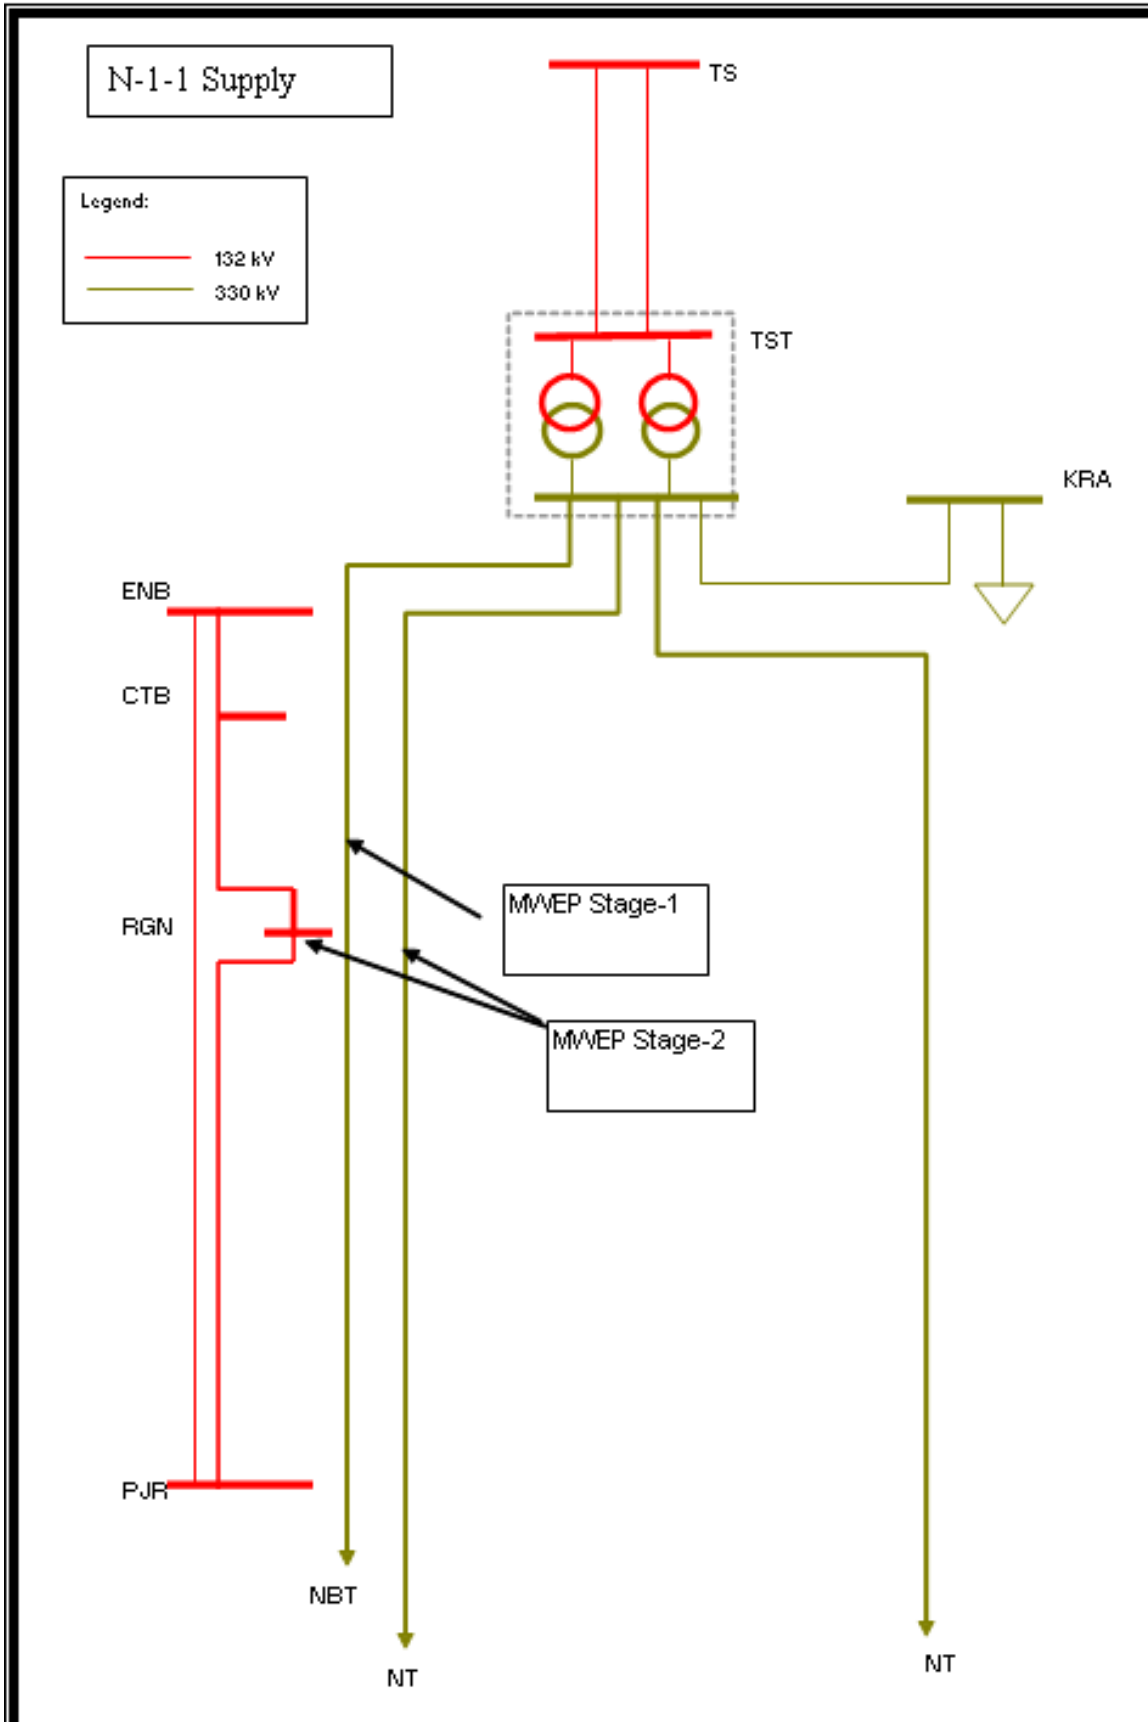 N-1-1 Supply
TS
Legend:
132 kV
330 kV
TST
KRA
ENB
CTB
MWEP Stage-1
RGN
MWEP Stage-2
PJR
NBT
NT
NT